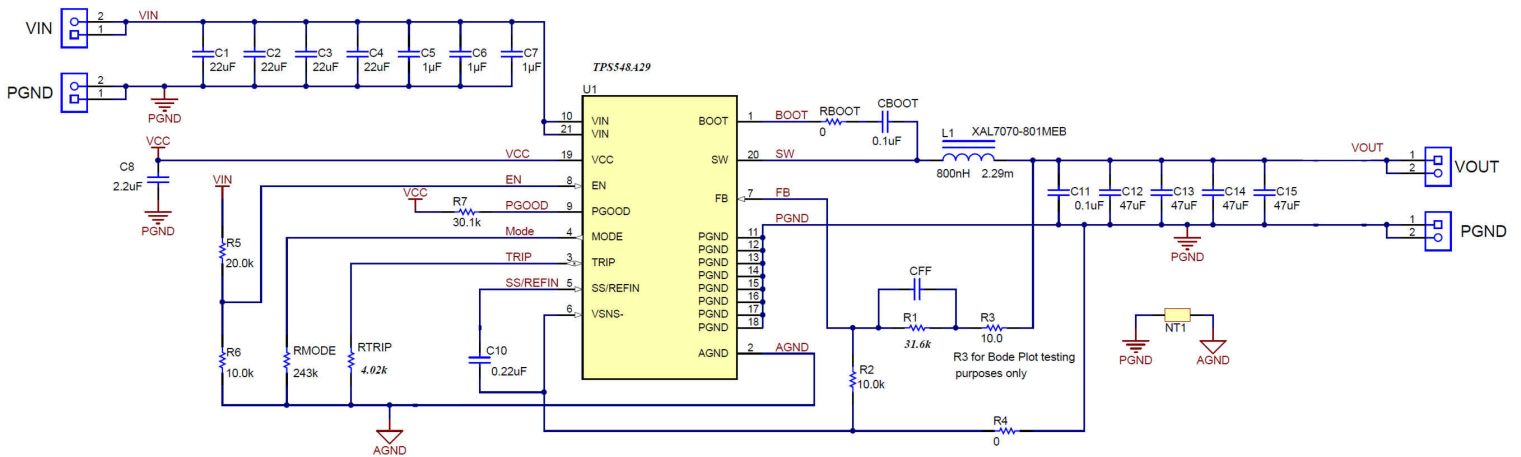 VIN
2
1
VIN
PGND
2
1
PGND
C1
22uF
C2
22uF
C3
22uF
C4
22uF
C5
1µF
C6
1µF
C7
1µF
TPS548A29
U1
10
VIN
21
VIN
19
VCC
8
EN
9
PGOOD
4
MODE
3
TRIP
5
SS/REFIN
6
VSNS-
BOOT
1
SW
20
FB
7
PGND
11
PGND
12
PGND
13
PGND
14
PGND
15
PGND
16
PGND
17
PGND
18
AGND
2
VCC
C8
2.2uF
PGND
VCC
VIN
EN
VCC
R7
30.1k
PGOOD
Mode
TRIP
SS/REFIN
R5
20.0k
R6
10.0k
RMODE
243k
RTRIP
4.02k
C10
0.22uF
AGND
BOOT
RBOOT
0
CBOOT
0.1uF
SW
L1
XAL7070-801MEB
800nH
2.29m
FB
PGND
AGND
C11
0.1uF
C12
47uF
C13
47uF
C14
47uF
C15
47uF
VOUT
1
2
VOUT
1
2
PGND
PGND
CFF
R1
31.6k
R3
10.0
R3 for Bode Plot testing
purposes only
R2
10.0k
R4
0
NT1
PGND
AGND